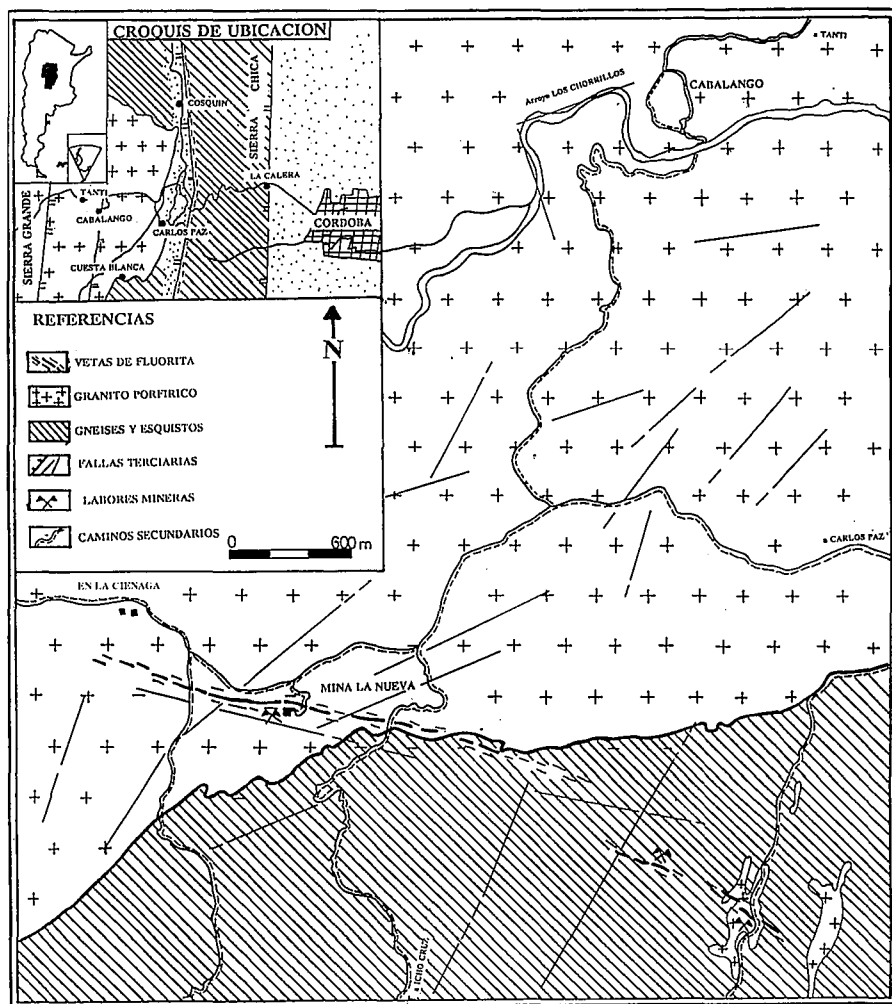 CROQUIS DE UBICACION
COSQUIN
SIERRA CHICA
LA CALERA
SIERRA GRANDE
TANTI
CABALANGO
CORDOBA
CARLOS PAZ
CUESTA BLANCA
TANTI
CABALANGO
Arroyo LOS CHORRILLOS
REFERENCIAS
N
VETAS DE FLUORITA
GRANITO PORFIRICO
GNEISES Y ESQUISTOS
FALLAS TERCIARIAS
LABORES MINERAS
CAMINOS SECUNDARIOS
0 600 m
a CARLOS PAZ
EN LA CIENAGA
MINA LA NUEVA
a ICHO CRUZ